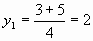 y₁ = (3 + 5)/4 = 2